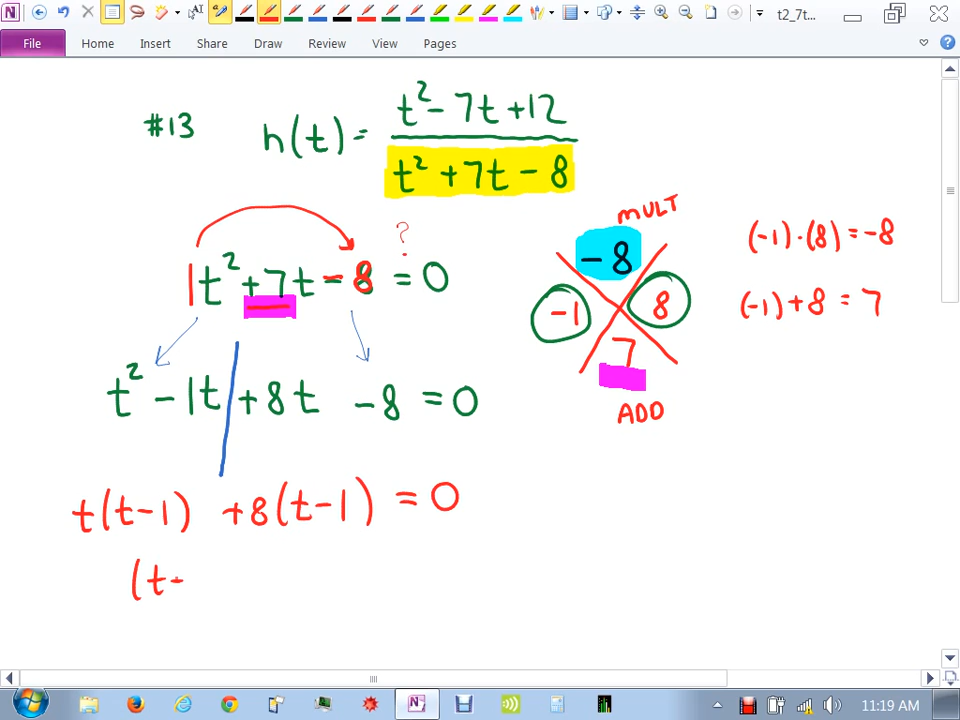 t2_7t...
File Home Insert Share Draw Review View Pages
#13 h(t) = t² - 7t + 12
t² + 7t - 8
?
1t² + 7t - 8 = 0
t² - 1t + 8t - 8 = 0
t(t-1) + 8(t-1) = 0
(t-
MULT
-8
-1 8
7
ADD
(-1)·(8) = -8
(-1) + 8 = 7
11:19 AM